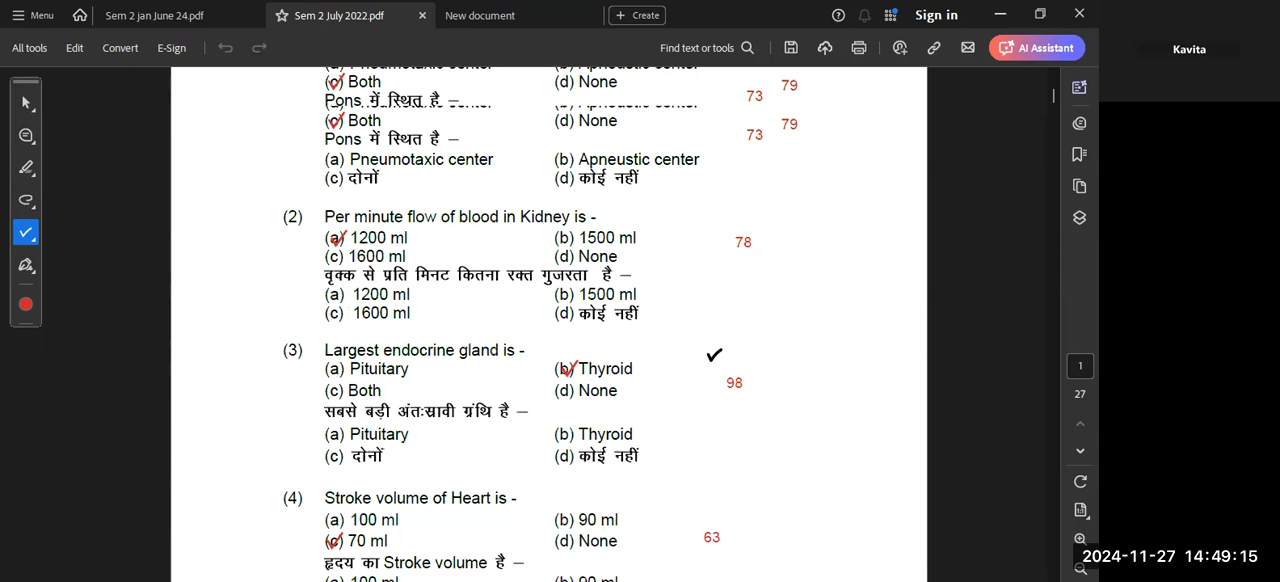 Menu Sem 2 jan June 24.pdf Sem 2 July 2022.pdf New document Create Sign in
All tools Edit Convert E-Sign Find text or tools AI Assistant
Kavita
(c) Both (d) None 73 79
Pons में स्थित है –
(c) Both (d) None 73 79
Pons में स्थित है –
(a) Pneumotaxic center (b) Apneustic center
(c) दोनों (d) कोई नहीं
(2) Per minute flow of blood in Kidney is -
(a) 1200 ml (b) 1500 ml 78
(c) 1600 ml (d) None
वृक्क से प्रति मिनट कितना रक्त गुजरता है –
(a) 1200 ml (b) 1500 ml
(c) 1600 ml (d) कोई नहीं
(3) Largest endocrine gland is -
(a) Pituitary (b) Thyroid 98
(c) Both (d) None
सबसे बड़ी अंतःस्रावी ग्रंथि है –
(a) Pituitary (b) Thyroid
(c) दोनों (d) कोई नहीं
(4) Stroke volume of Heart is -
(a) 100 ml (b) 90 ml
(c) 70 ml (d) None 63
हृदय का Stroke volume है –
(a) 100 ml (b) 90 ml
1
27
2024-11-27 14:49:15